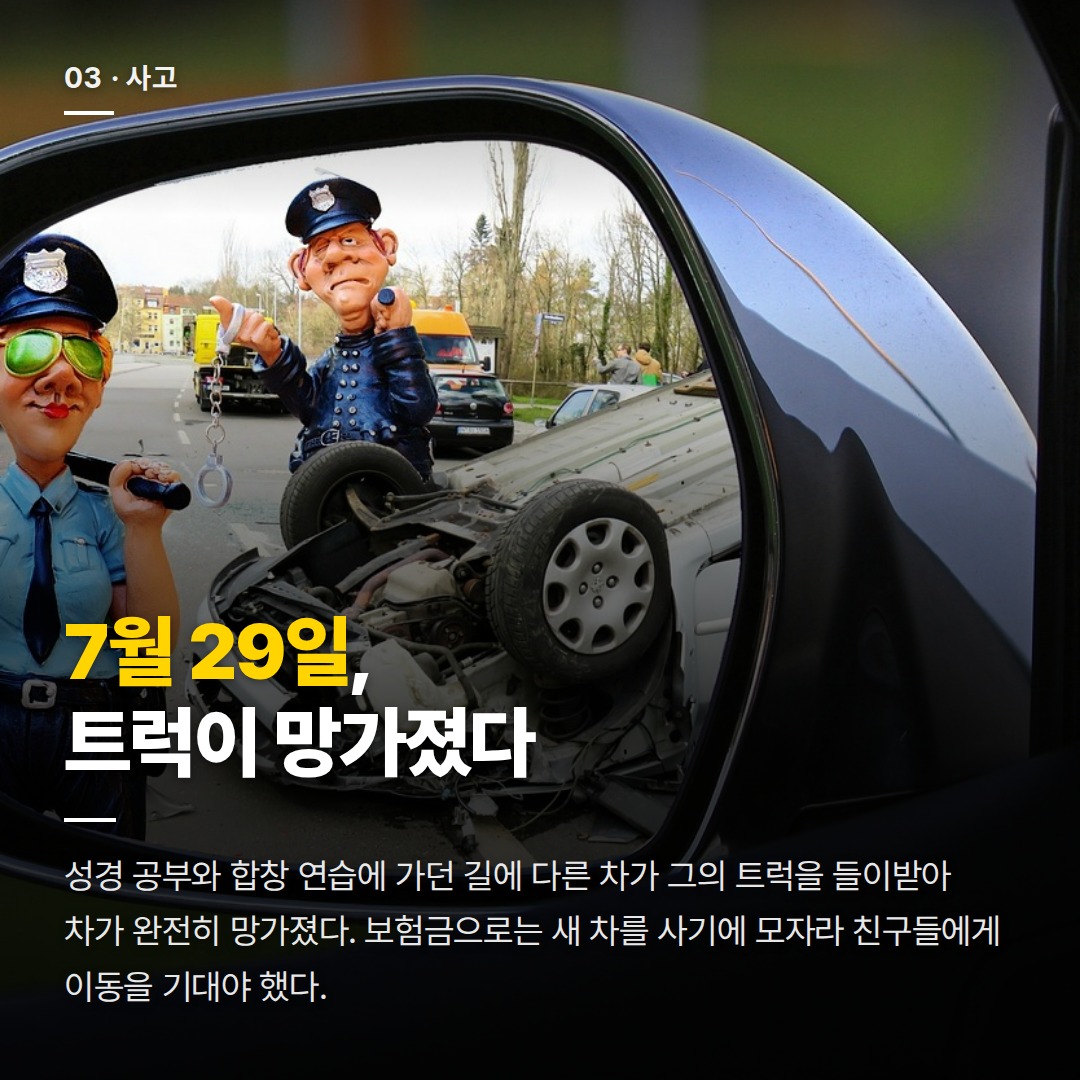 03 · 사고
7월 29일,
트럭이 망가졌다
성경 공부와 합창 연습에 가던 길에 다른 차가 그의 트럭을 들이받아
차가 완전히 망가졌다. 보험금으로는 새 차를 사기에 모자라 친구들에게
이동을 기대야 했다.